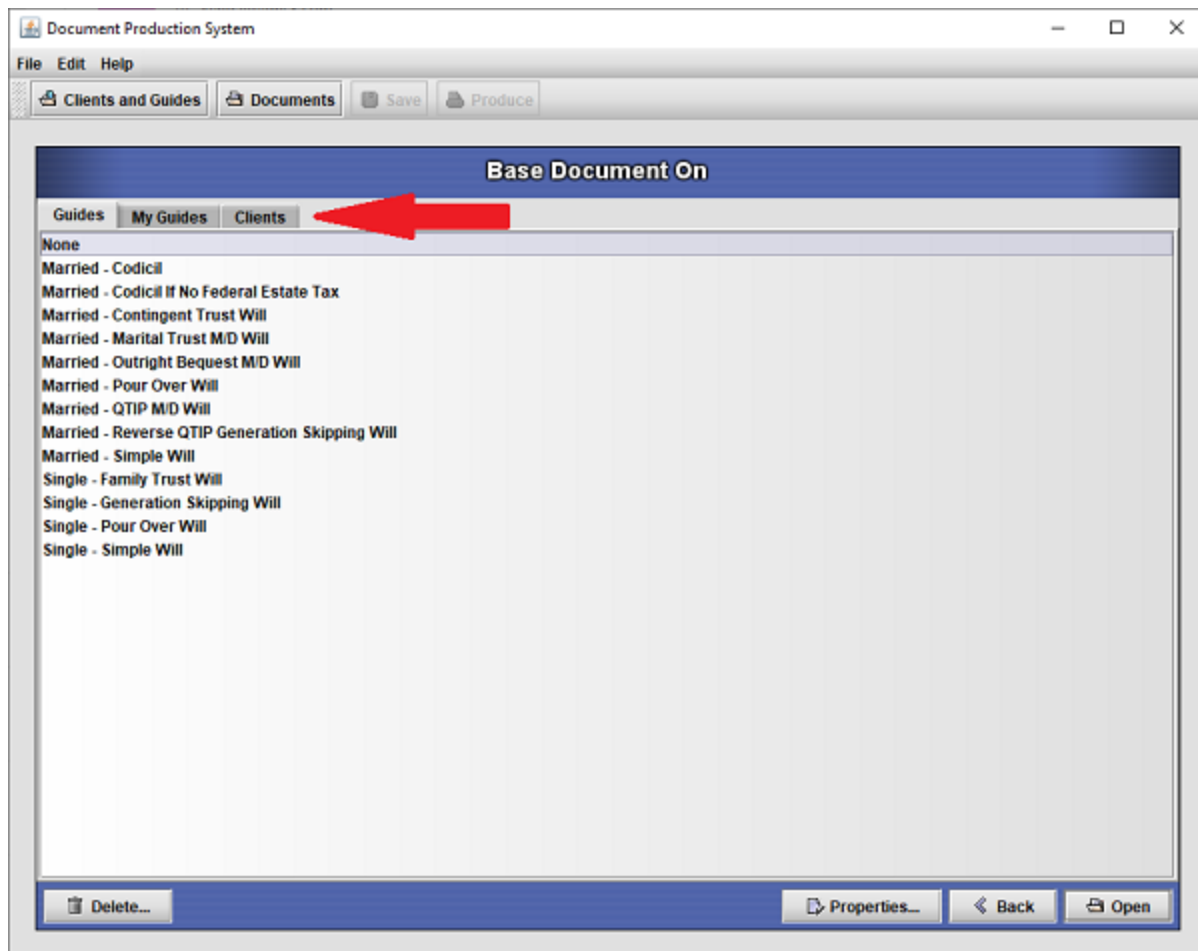 Document Production System
File Edit Help
Clients and Guides Documents Save Produce
Base Document On
Guides My Guides Clients
None
Married - Codicil
Married - Codicil If No Federal Estate Tax
Married - Contingent Trust Will
Married - Marital Trust M/D Will
Married - Outright Bequest M/D Will
Married - Pour Over Will
Married - QTIP M/D Will
Married - Reverse QTIP Generation Skipping Will
Married - Simple Will
Single - Family Trust Will
Single - Generation Skipping Will
Single - Pour Over Will
Single - Simple Will
Delete... Properties... Back Open